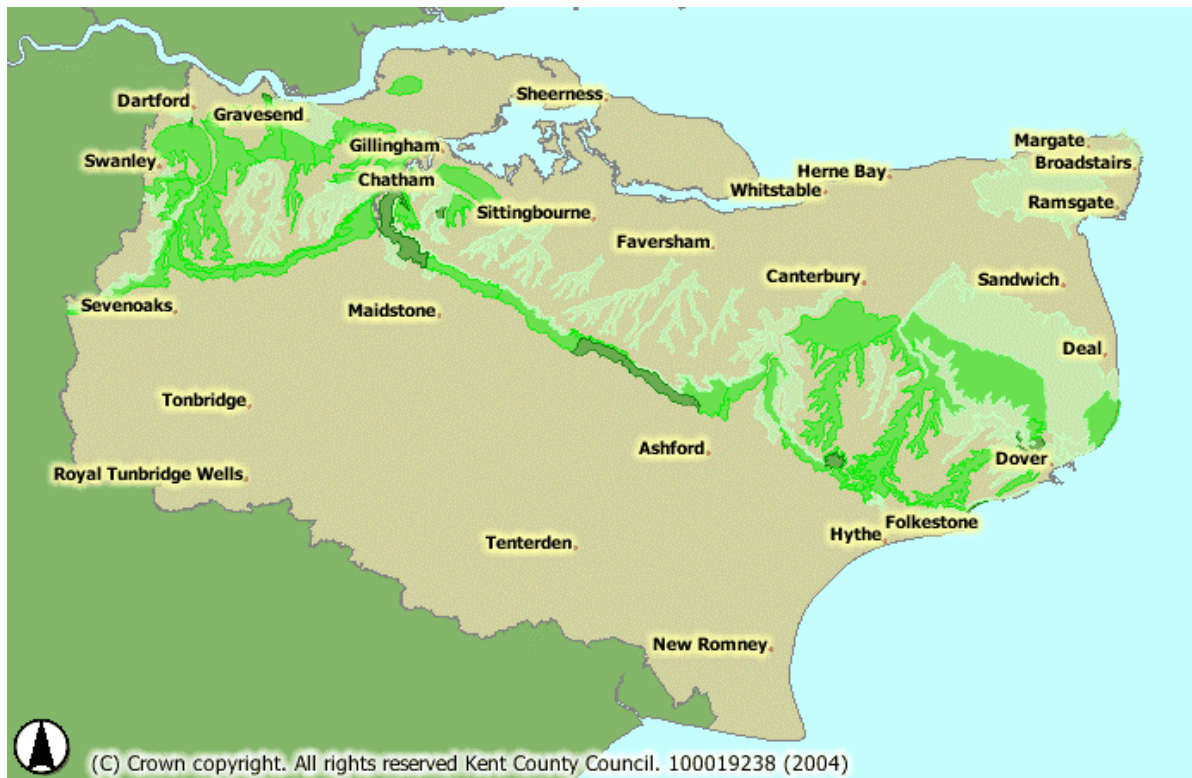 Sheerness
Dartford
Gravesend
Margate
Gillingham
Swanley
Broadstairs
Herne Bay
Chatham
Whitstable
Ramsgate
Sittingbourne
Faversham
Canterbury
Sandwich
Sevenoaks
Maidstone
Deal
Tonbridge
Ashford
Dover
Royal Tunbridge Wells
Folkestone
Hythe
Tenterden
New Romney
(C) Crown copyright. All rights reserved Kent County Council. 100019238 (2004)